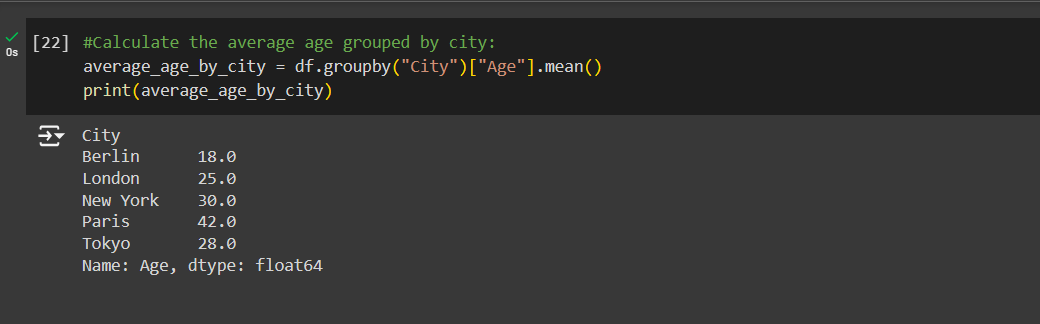 [22] #Calculate the average age grouped by city:
average_age_by_city = df.groupby("City")["Age"].mean()
print(average_age_by_city)
0s
City
Berlin      18.0
London      25.0
New York    30.0
Paris       42.0
Tokyo       28.0
Name: Age, dtype: float64